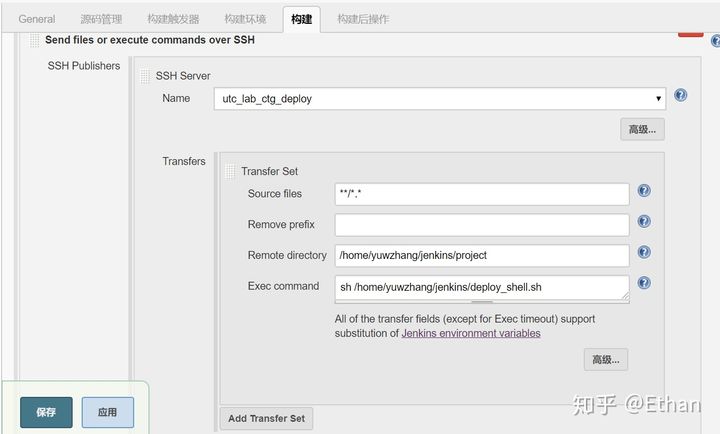 General 源码管理 构建触发器 构建环境 构建 构建后操作
Send files or execute commands over SSH
SSH Publishers
SSH Server
Name utc_lab_ctg_deploy
高级...
Transfers
Transfer Set
Source files **/*.*
Remove prefix
Remote directory /home/yuwzhang/jenkins/project
Exec command sh /home/yuwzhang/jenkins/deploy_shell.sh
All of the transfer fields (except for Exec timeout) support
substitution of Jenkins environment variables
高级...
保存 应用
Add Transfer Set
知乎 @Ethan